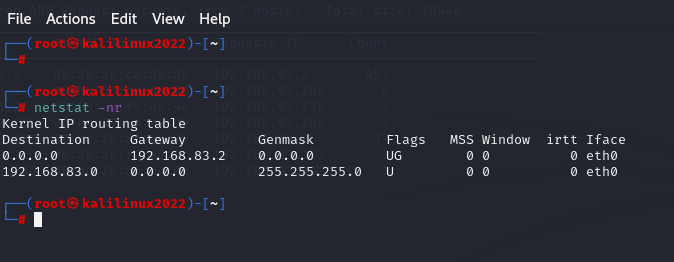 File Actions Edit View Help
(root㉿kalilinux2022)-[~]
#
(root㉿kalilinux2022)-[~]
# netstat -nr
Kernel IP routing table
Destination Gateway Genmask Flags MSS Window irtt Iface
0.0.0.0 192.168.83.2 0.0.0.0 UG 0 0 0 eth0
192.168.83.0 0.0.0.0 255.255.255.0 U 0 0 0 eth0
(root㉿kalilinux2022)-[~]
#